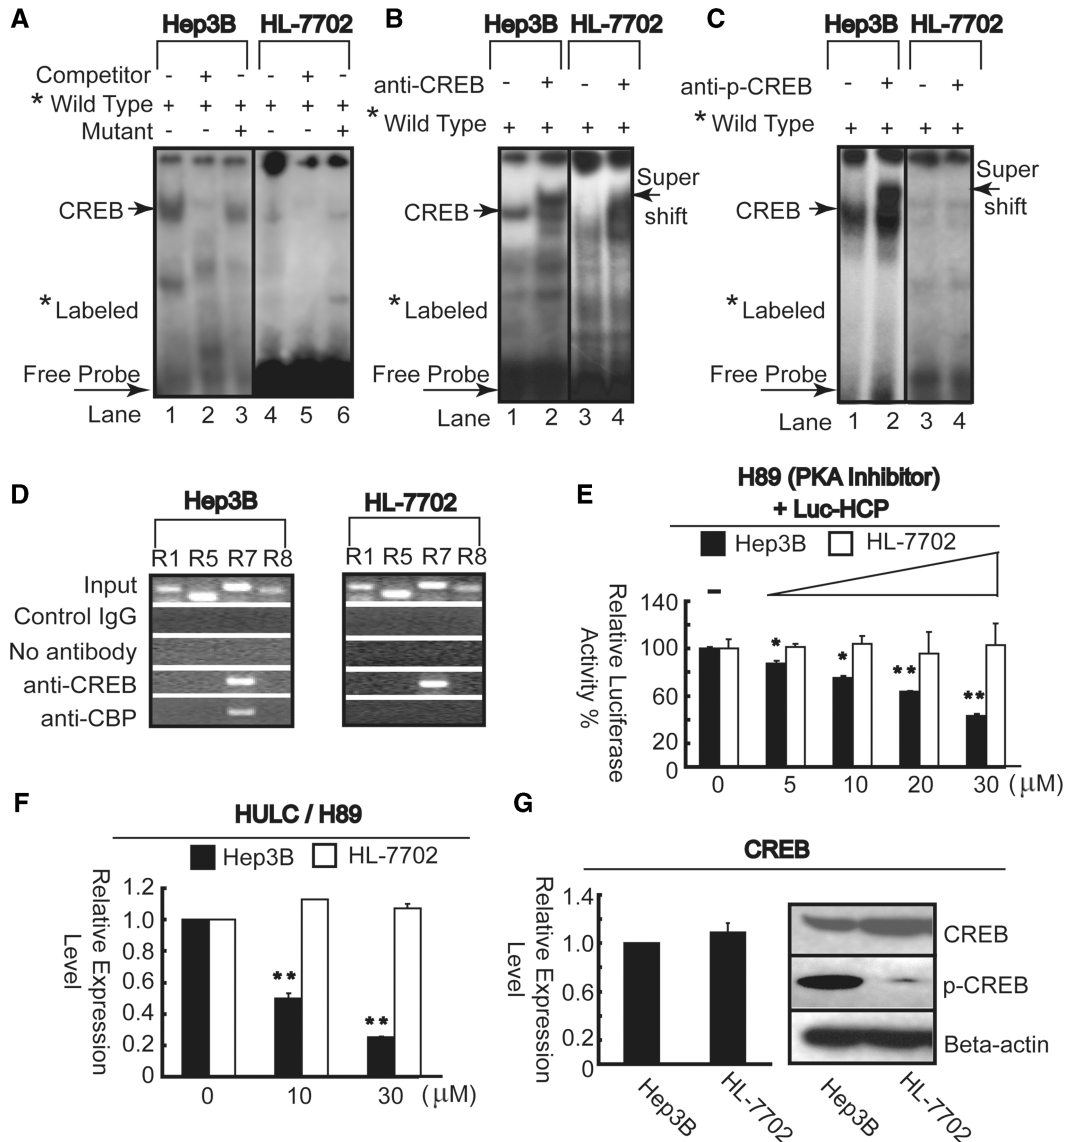 A
Hep3B HL-7702
Competitor - + - - + -
* Wild Type + + + + + +
Mutant - - + - - +
CREB
* Labeled
Free Probe
Lane 1 2 3 4 5 6
B
Hep3B HL-7702
anti-CREB - + - +
* Wild Type + + + +
CREB
Super
shift
* Labeled
Free Probe
Lane 1 2 3 4
C
Hep3B HL-7702
anti-p-CREB - + - +
* Wild Type + + + +
CREB
Super
shift
* Labeled
Free Probe
Lane 1 2 3 4
D
Hep3B HL-7702
R1 R5 R7 R8 R1 R5 R7 R8
Input
Control IgG
No antibody
anti-CREB
anti-CBP
E
H89 (PKA Inhibitor)
+ Luc-HCP
Hep3B HL-7702
-
Relative Luciferase
Activity %
140
100
60
20
0
* * ** **
0 5 10 20 30 (μM)
F
HULC / H89
Hep3B HL-7702
Relative Expression
Level
1.2
1.0
0.8
0.6
0.4
0.2
0
** **
0 10 30 (μM)
G
CREB
Relative Expression
Level
1.4
1.0
0.6
0.2
0
Hep3B HL-7702
CREB
p-CREB
Beta-actin
Hep3B HL-7702